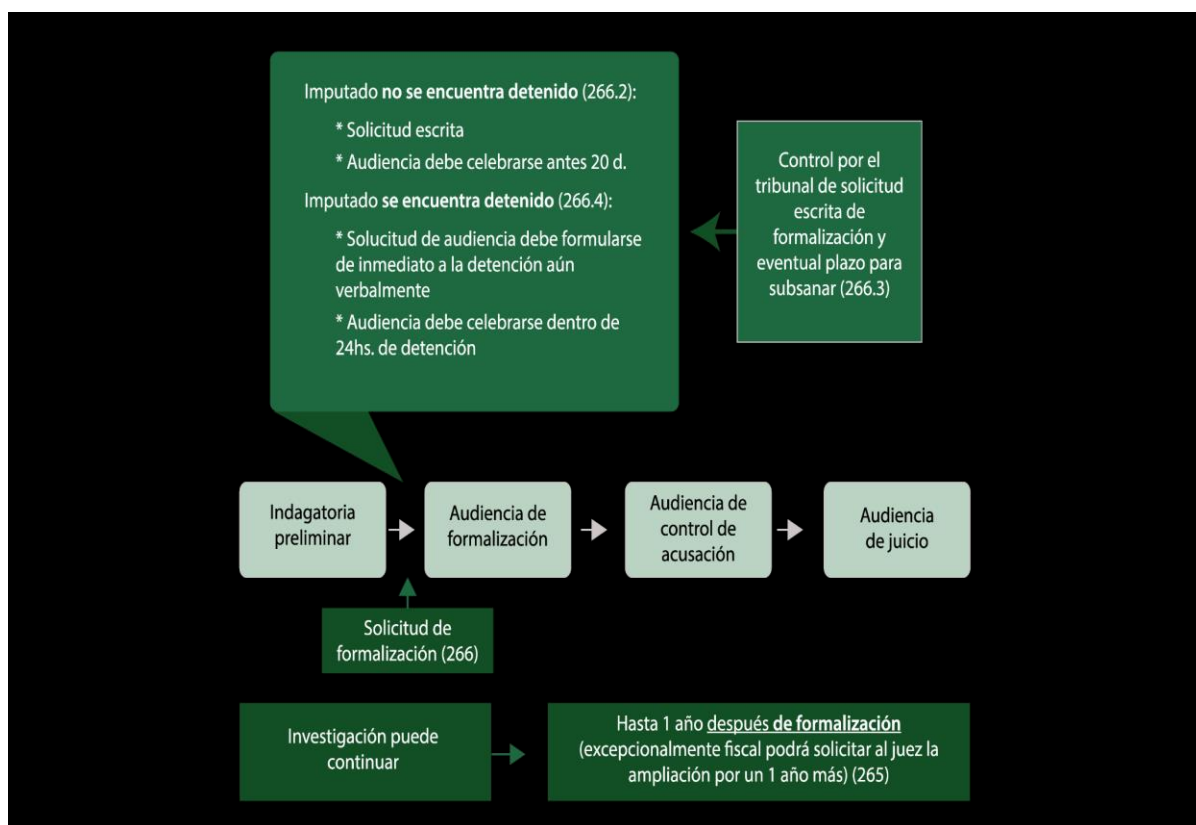 Imputado no se encuentra detenido (266.2):
* Solicitud escrita
* Audiencia debe celebrarse antes 20 d.
Imputado se encuentra detenido (266.4):
* Solucitud de audiencia debe formularse
de inmediato a la detención aún
verbalmente
* Audiencia debe celebrarse dentro de
24hs. de detención
Control por el
tribunal de solicitud
escrita de
formalización y
eventual plazo para
subsanar (266.3)
Indagatoria
preliminar
Audiencia de
formalización
Audiencia de
control de
acusación
Audiencia
de juicio
Solicitud de
formalización (266)
Investigación puede
continuar
Hasta 1 año después de formalización
(excepcionalmente fiscal podrá solicitar al juez la
ampliación por un 1 año más) (265)